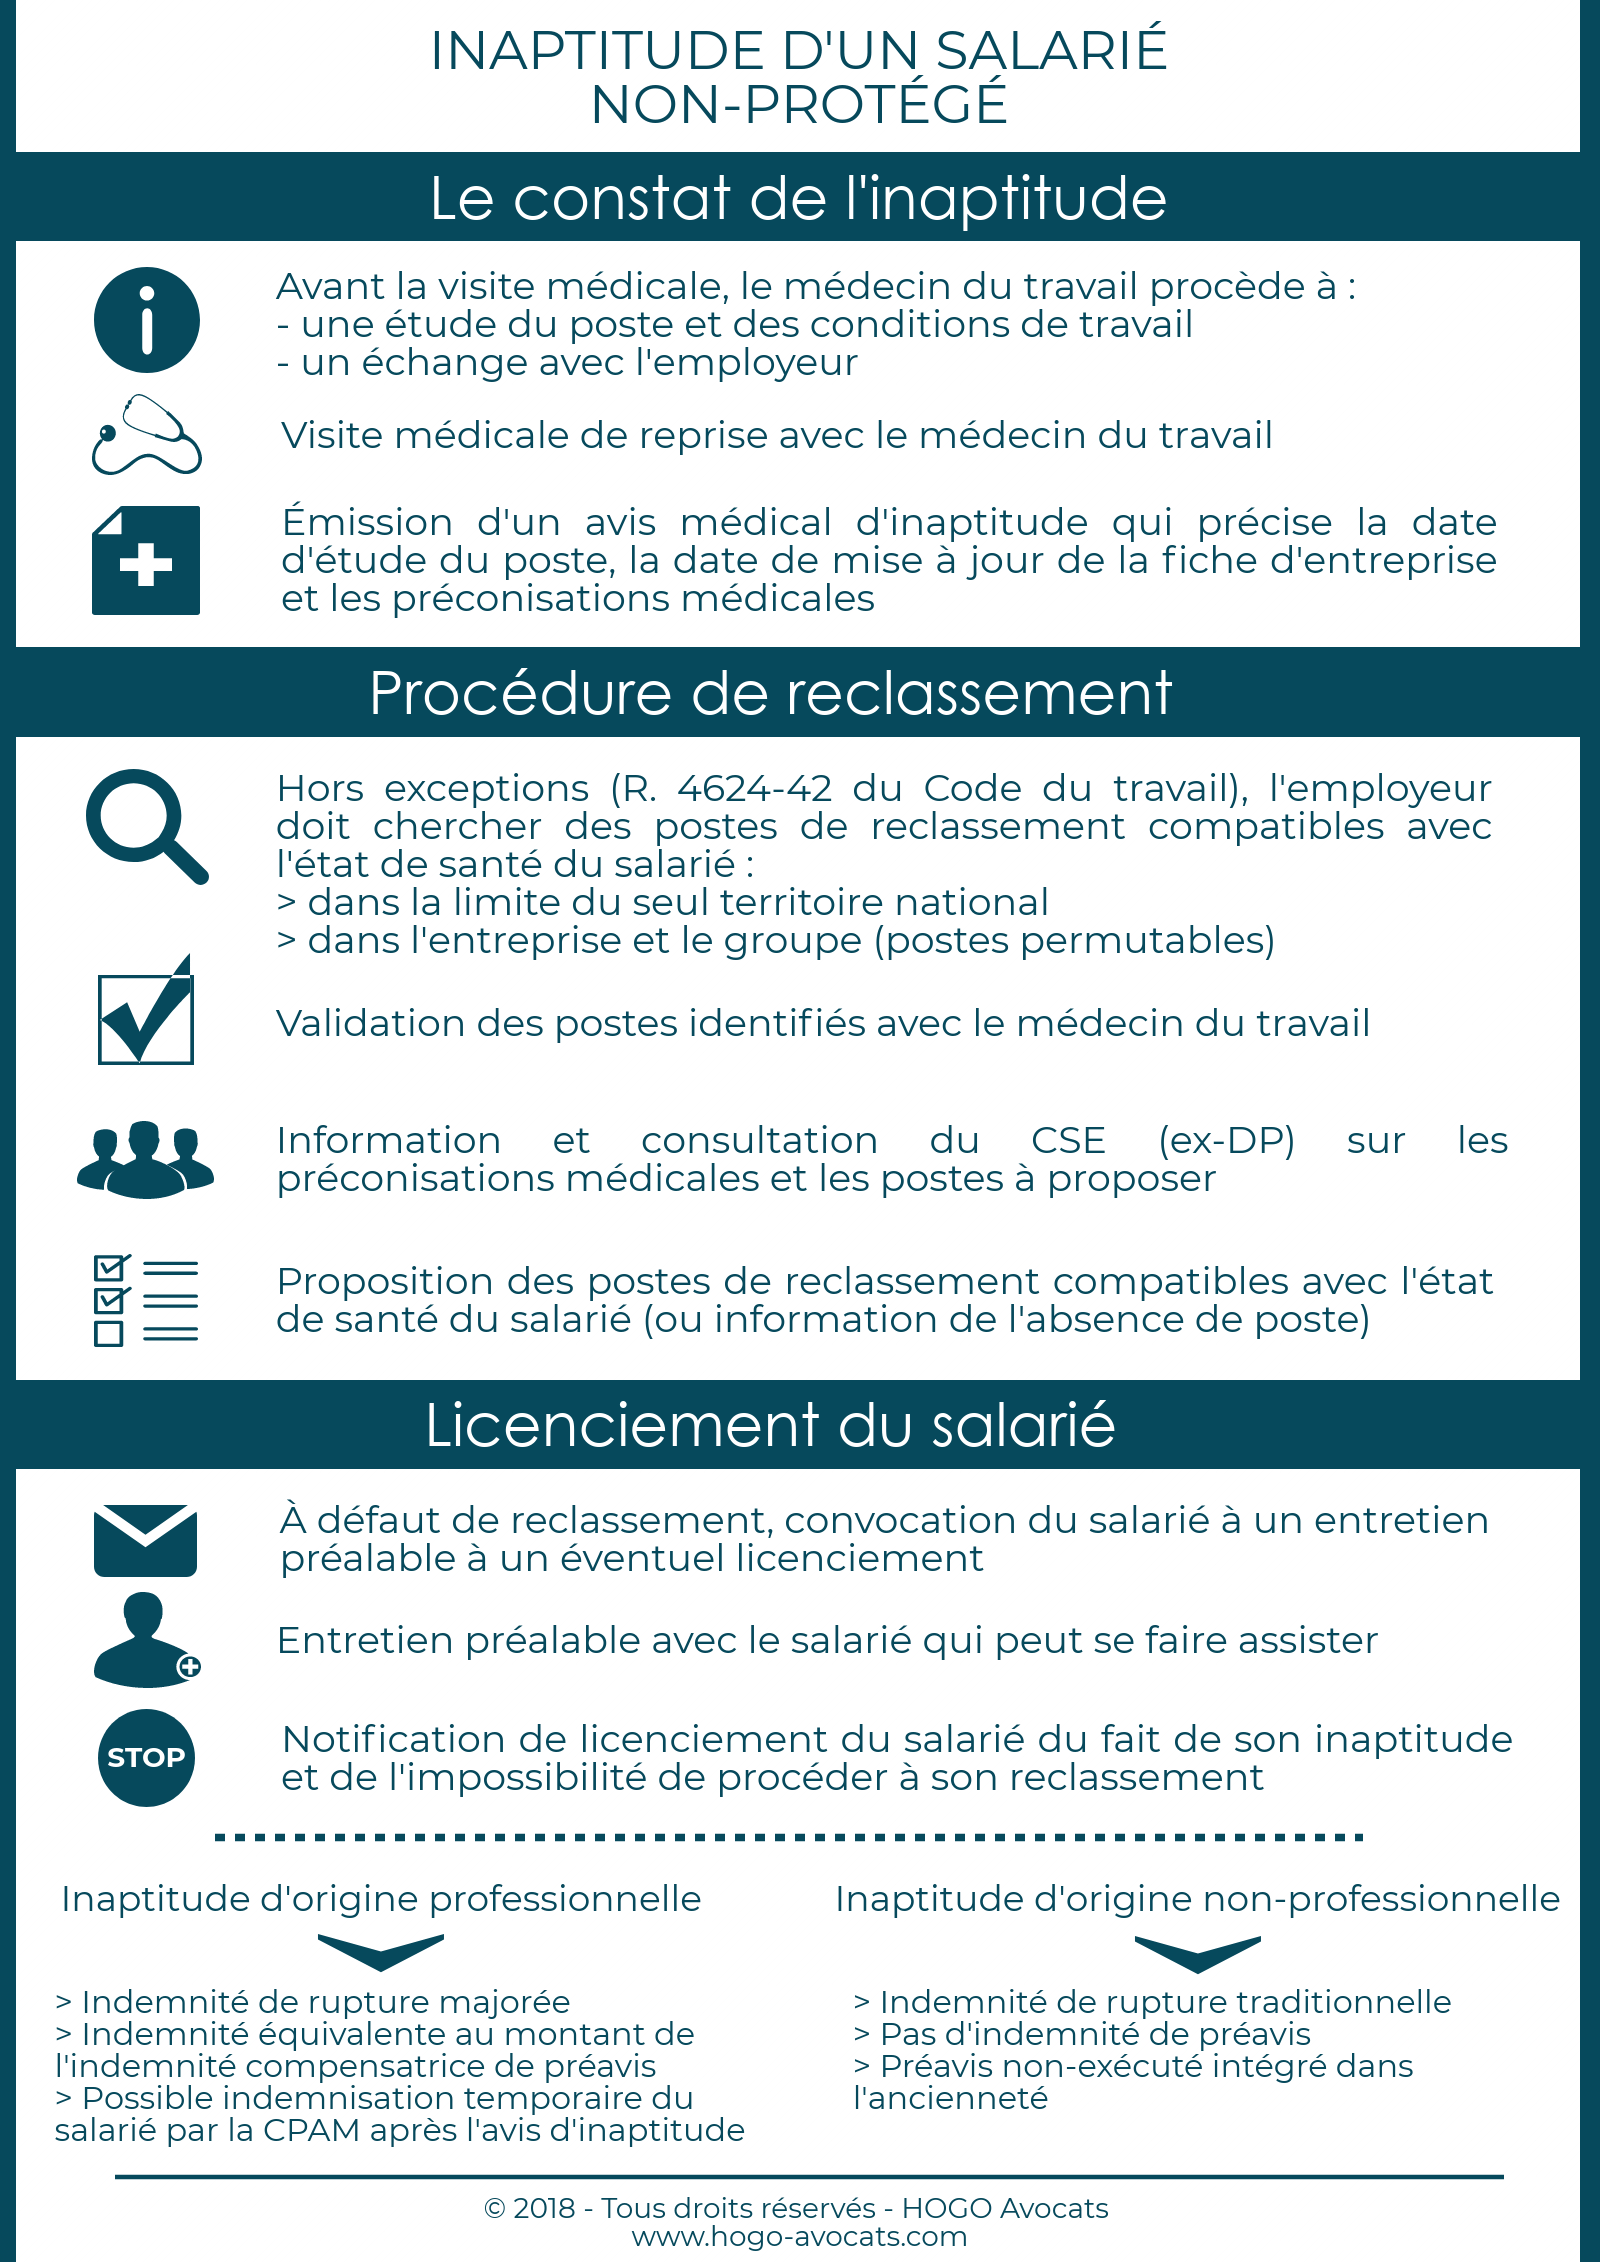 INAPTITUDE D'UN SALARIÉ
NON-PROTÉGÉ
Le constat de l'inaptitude
Avant la visite médicale, le médecin du travail procède à :
- une étude du poste et des conditions de travail
- un échange avec l'employeur
Visite médicale de reprise avec le médecin du travail
Émission d'un avis médical d'inaptitude qui précise la date
d'étude du poste, la date de mise à jour de la fiche d'entreprise
et les préconisations médicales
Procédure de reclassement
Hors exceptions (R. 4624-42 du Code du travail), l'employeur
doit chercher des postes de reclassement compatibles avec
l'état de santé du salarié :
> dans la limite du seul territoire national
> dans l'entreprise et le groupe (postes permutables)
Validation des postes identifiés avec le médecin du travail
Information et consultation du CSE (ex-DP) sur les
préconisations médicales et les postes à proposer
Proposition des postes de reclassement compatibles avec l'état
de santé du salarié (ou information de l'absence de poste)
Licenciement du salarié
À défaut de reclassement, convocation du salarié à un entretien
préalable à un éventuel licenciement
Entretien préalable avec le salarié qui peut se faire assister
STOP
Notification de licenciement du salarié du fait de son inaptitude
et de l'impossibilité de procéder à son reclassement
Inaptitude d'origine professionnelle
> Indemnité de rupture majorée
> Indemnité équivalente au montant de
l'indemnité compensatrice de préavis
> Possible indemnisation temporaire du
salarié par la CPAM après l'avis d'inaptitude
Inaptitude d'origine non-professionnelle
> Indemnité de rupture traditionnelle
> Pas d'indemnité de préavis
> Préavis non-exécuté intégré dans
l'ancienneté
© 2018 - Tous droits réservés - HOGO Avocats
www.hogo-avocats.com